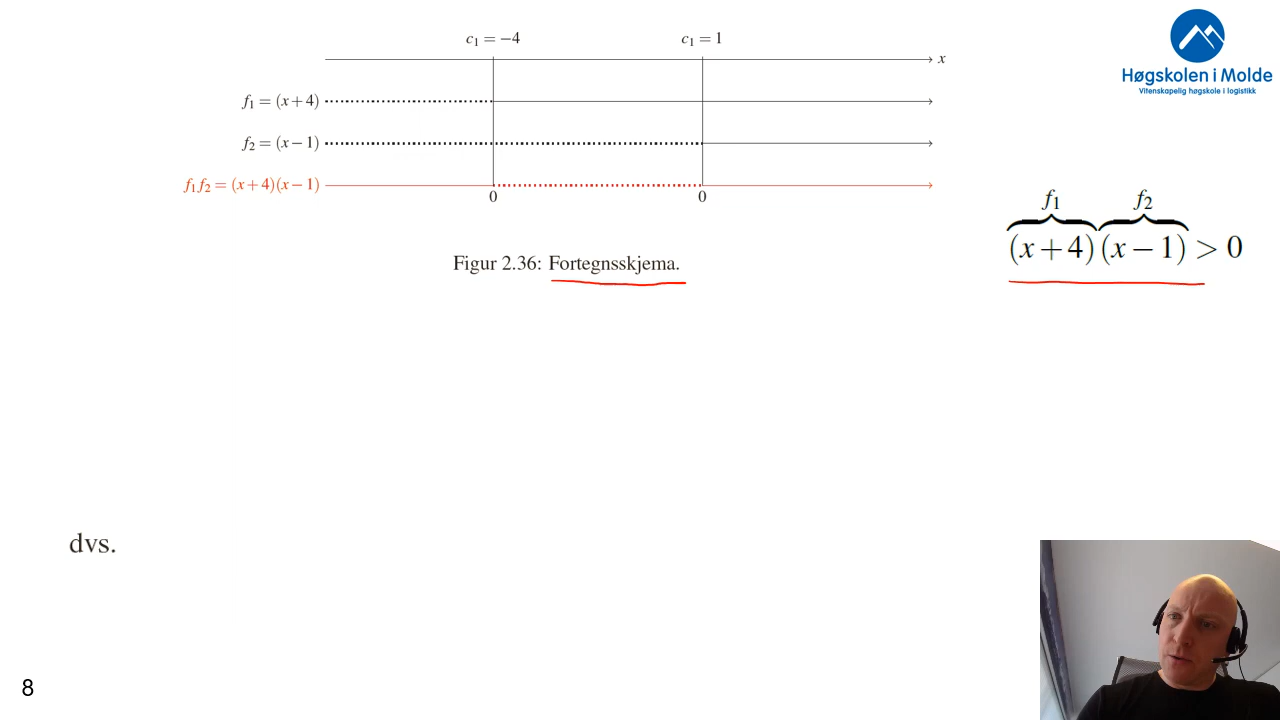 c₁ = −4
c₁ = 1
x
f₁ = (x + 4)
f₂ = (x − 1)
f₁f₂ = (x + 4)(x − 1)
0
0
Figur 2.36: Fortegnsskjema.
Høgskolen i Molde
Vitenskapelig høgskole i logistikk
f₁ f₂
(x + 4)(x − 1) > 0
dvs.
8